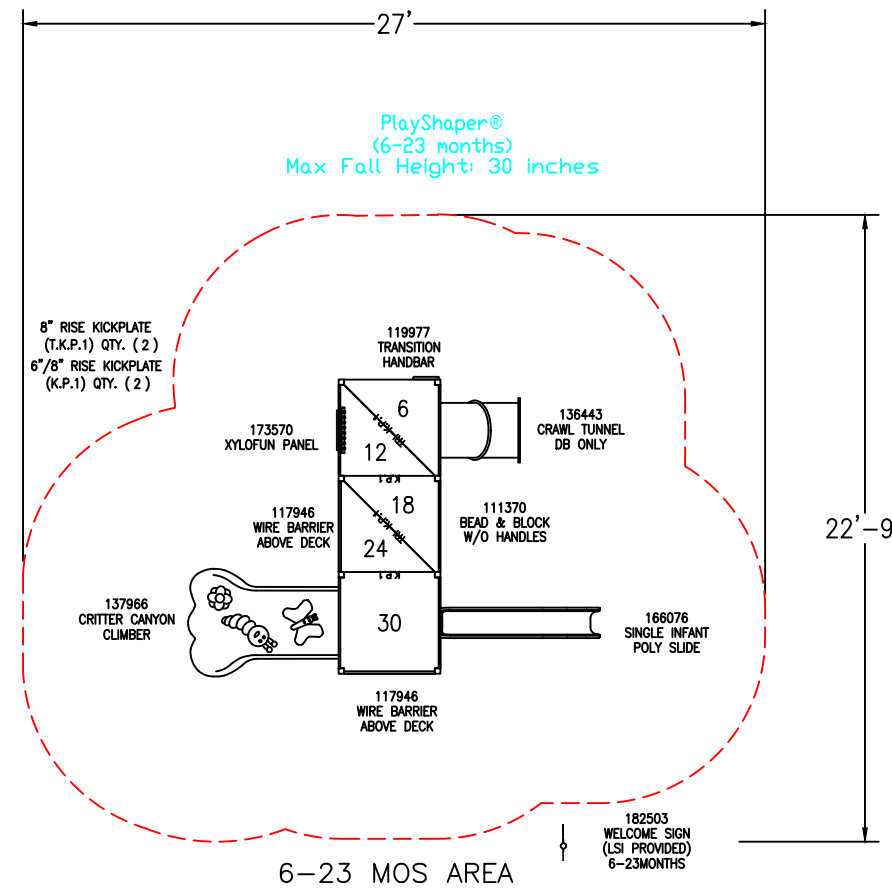 27'
PlayShaper®
(6-23 months)
Max Fall Height: 30 inches
8" RISE KICKPLATE
(T.K.P.1) QTY. ( 2 )
6"/8" RISE KICKPLATE
(K.P.1) QTY. ( 2 )
119977
TRANSITION
HANDBAR
6
12
173570
XYLOFUN PANEL
136443
CRAWL TUNNEL
DB ONLY
K.P.1
18
24
117946
WIRE BARRIER
ABOVE DECK
111370
BEAD & BLOCK
W/O HANDLES
22'-9
K.P.1
30
137966
CRITTER CANYON
CLIMBER
166076
SINGLE INFANT
POLY SLIDE
117946
WIRE BARRIER
ABOVE DECK
182503
WELCOME SIGN
(LSI PROVIDED)
6-23MONTHS
6-23 MOS AREA